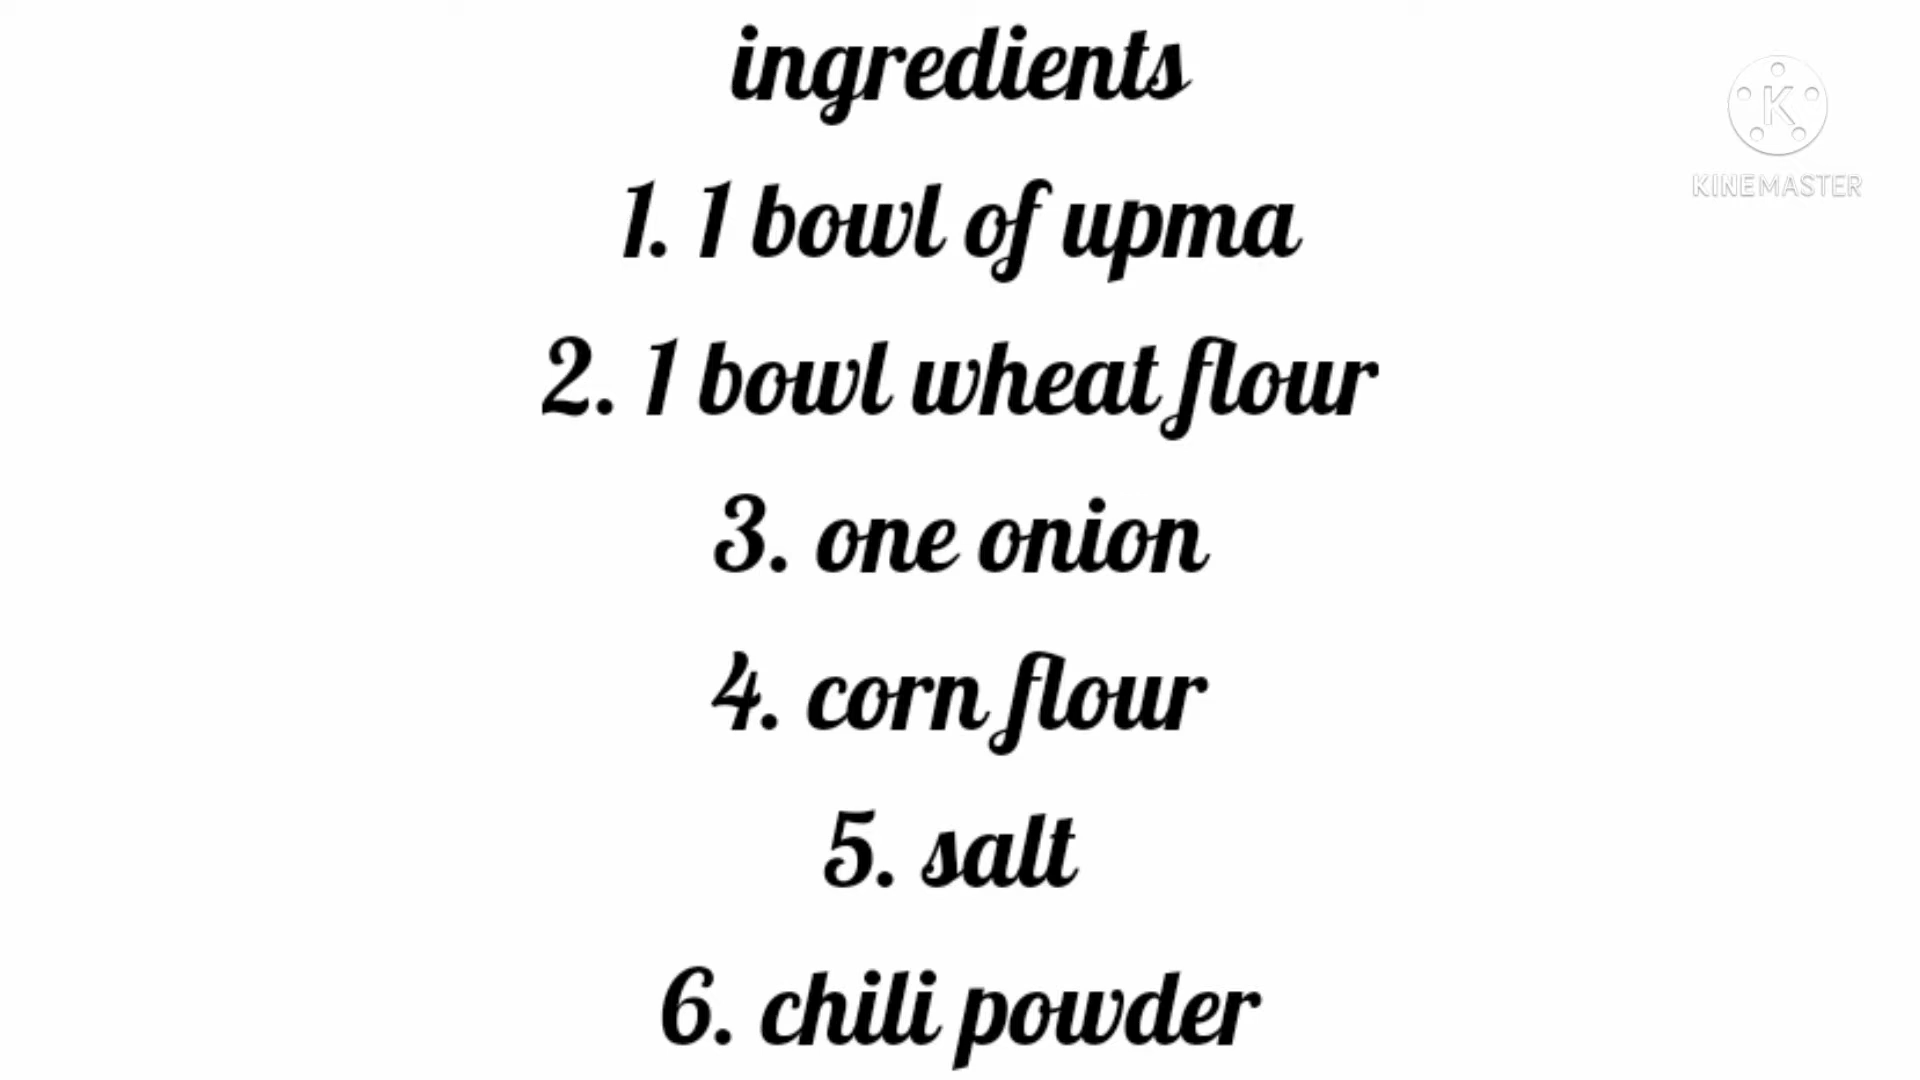 ingredients
1. 1 bowl of upma
2. 1 bowl wheat flour
3. one onion
4. corn flour
5. salt
6. chili powder
K
KINEMASTER